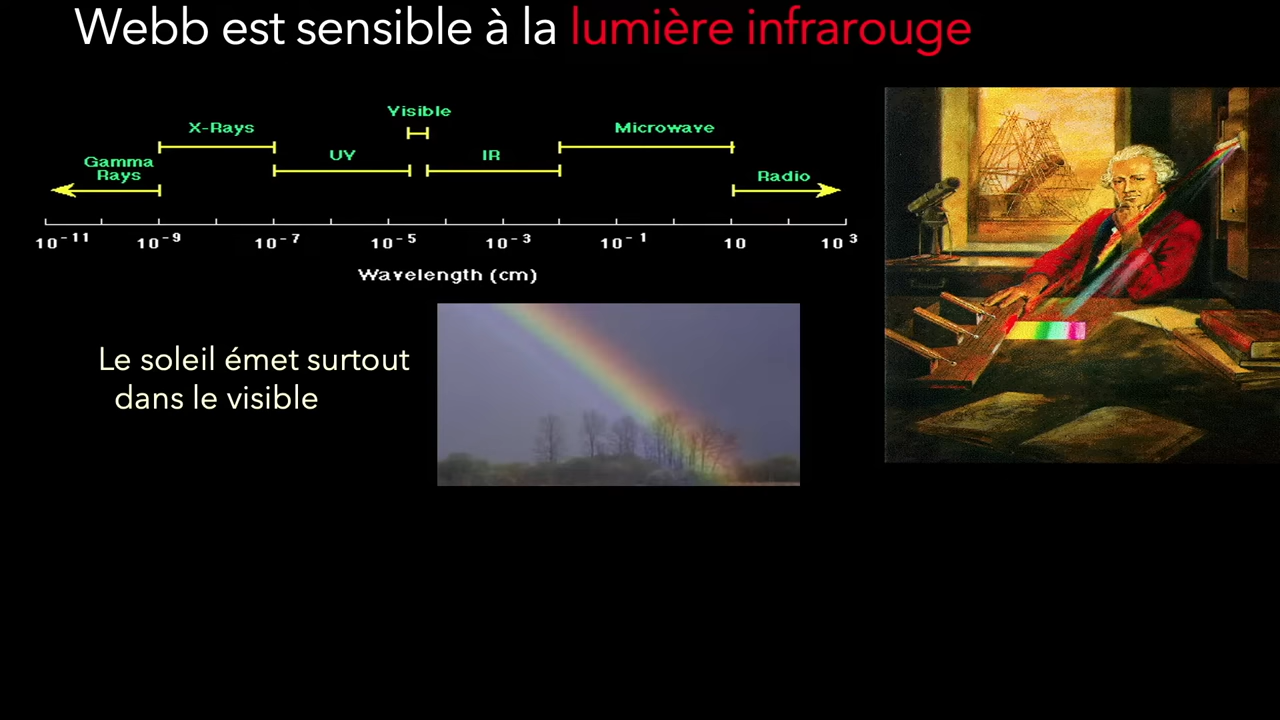 Webb est sensible à la lumière infrarouge
Visible
X-Rays
Microwave
UV
IR
Gamma
Rays
Radio
10⁻¹¹ 10⁻⁹ 10⁻⁷ 10⁻⁵ 10⁻³ 10⁻¹ 10 10³
Wavelength (cm)
Le soleil émet surtout
dans le visible